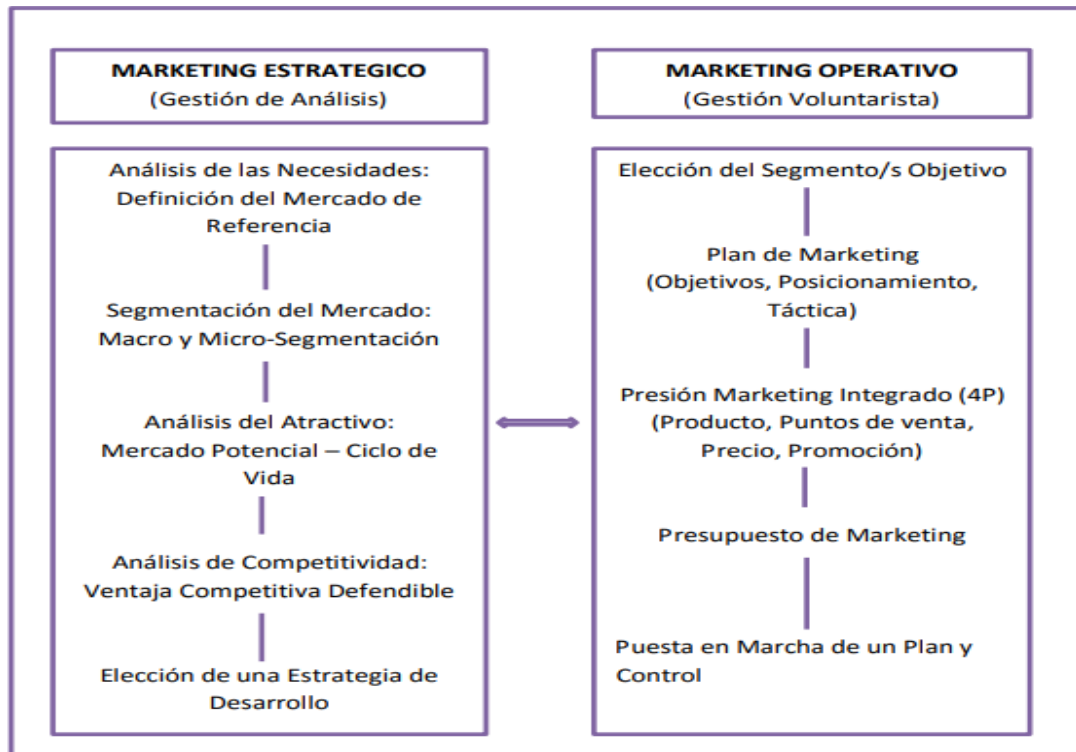 MARKETING ESTRATEGICO
(Gestión de Análisis)
Análisis de las Necesidades:
Definición del Mercado de
Referencia
Segmentación del Mercado:
Macro y Micro-Segmentación
Análisis del Atractivo:
Mercado Potencial – Ciclo de
Vida
Análisis de Competitividad:
Ventaja Competitiva Defendible
Elección de una Estrategia de
Desarrollo
MARKETING OPERATIVO
(Gestión Voluntarista)
Elección del Segmento/s Objetivo
Plan de Marketing
(Objetivos, Posicionamiento,
Táctica)
Presión Marketing Integrado (4P)
(Producto, Puntos de venta,
Precio, Promoción)
Presupuesto de Marketing
Puesta en Marcha de un Plan y
Control